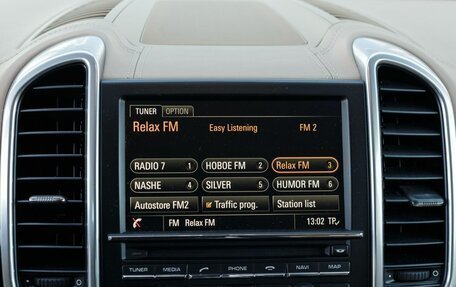 TUNER OPTION
Relax FM Easy Listening FM 2
RADIO 7 1 HOBOE FM 2 Relax FM 3
NASHE 4 SILVER 5 HUMOR FM 6
Autostore FM2 Traffic prog. Station list
FM Relax FM 13:02 TP
TUNER MEDIA PHONE NAVI MAP